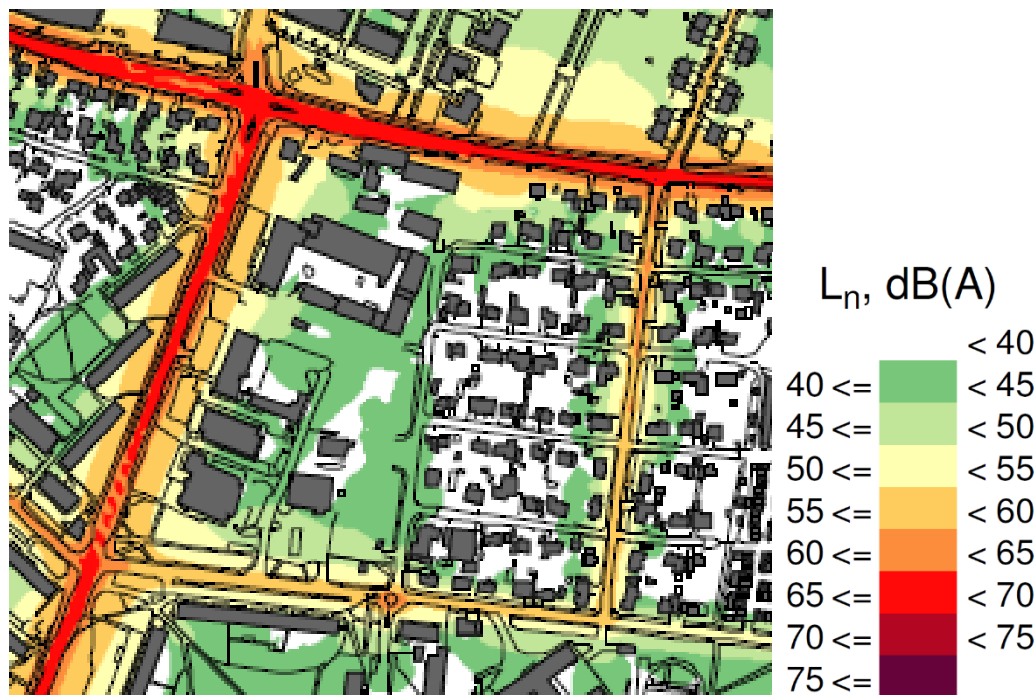 Lₙ, dB(A)
< 40
40 <= < 45
45 <= < 50
50 <= < 55
55 <= < 60
60 <= < 65
65 <= < 70
70 <= < 75
75 <=